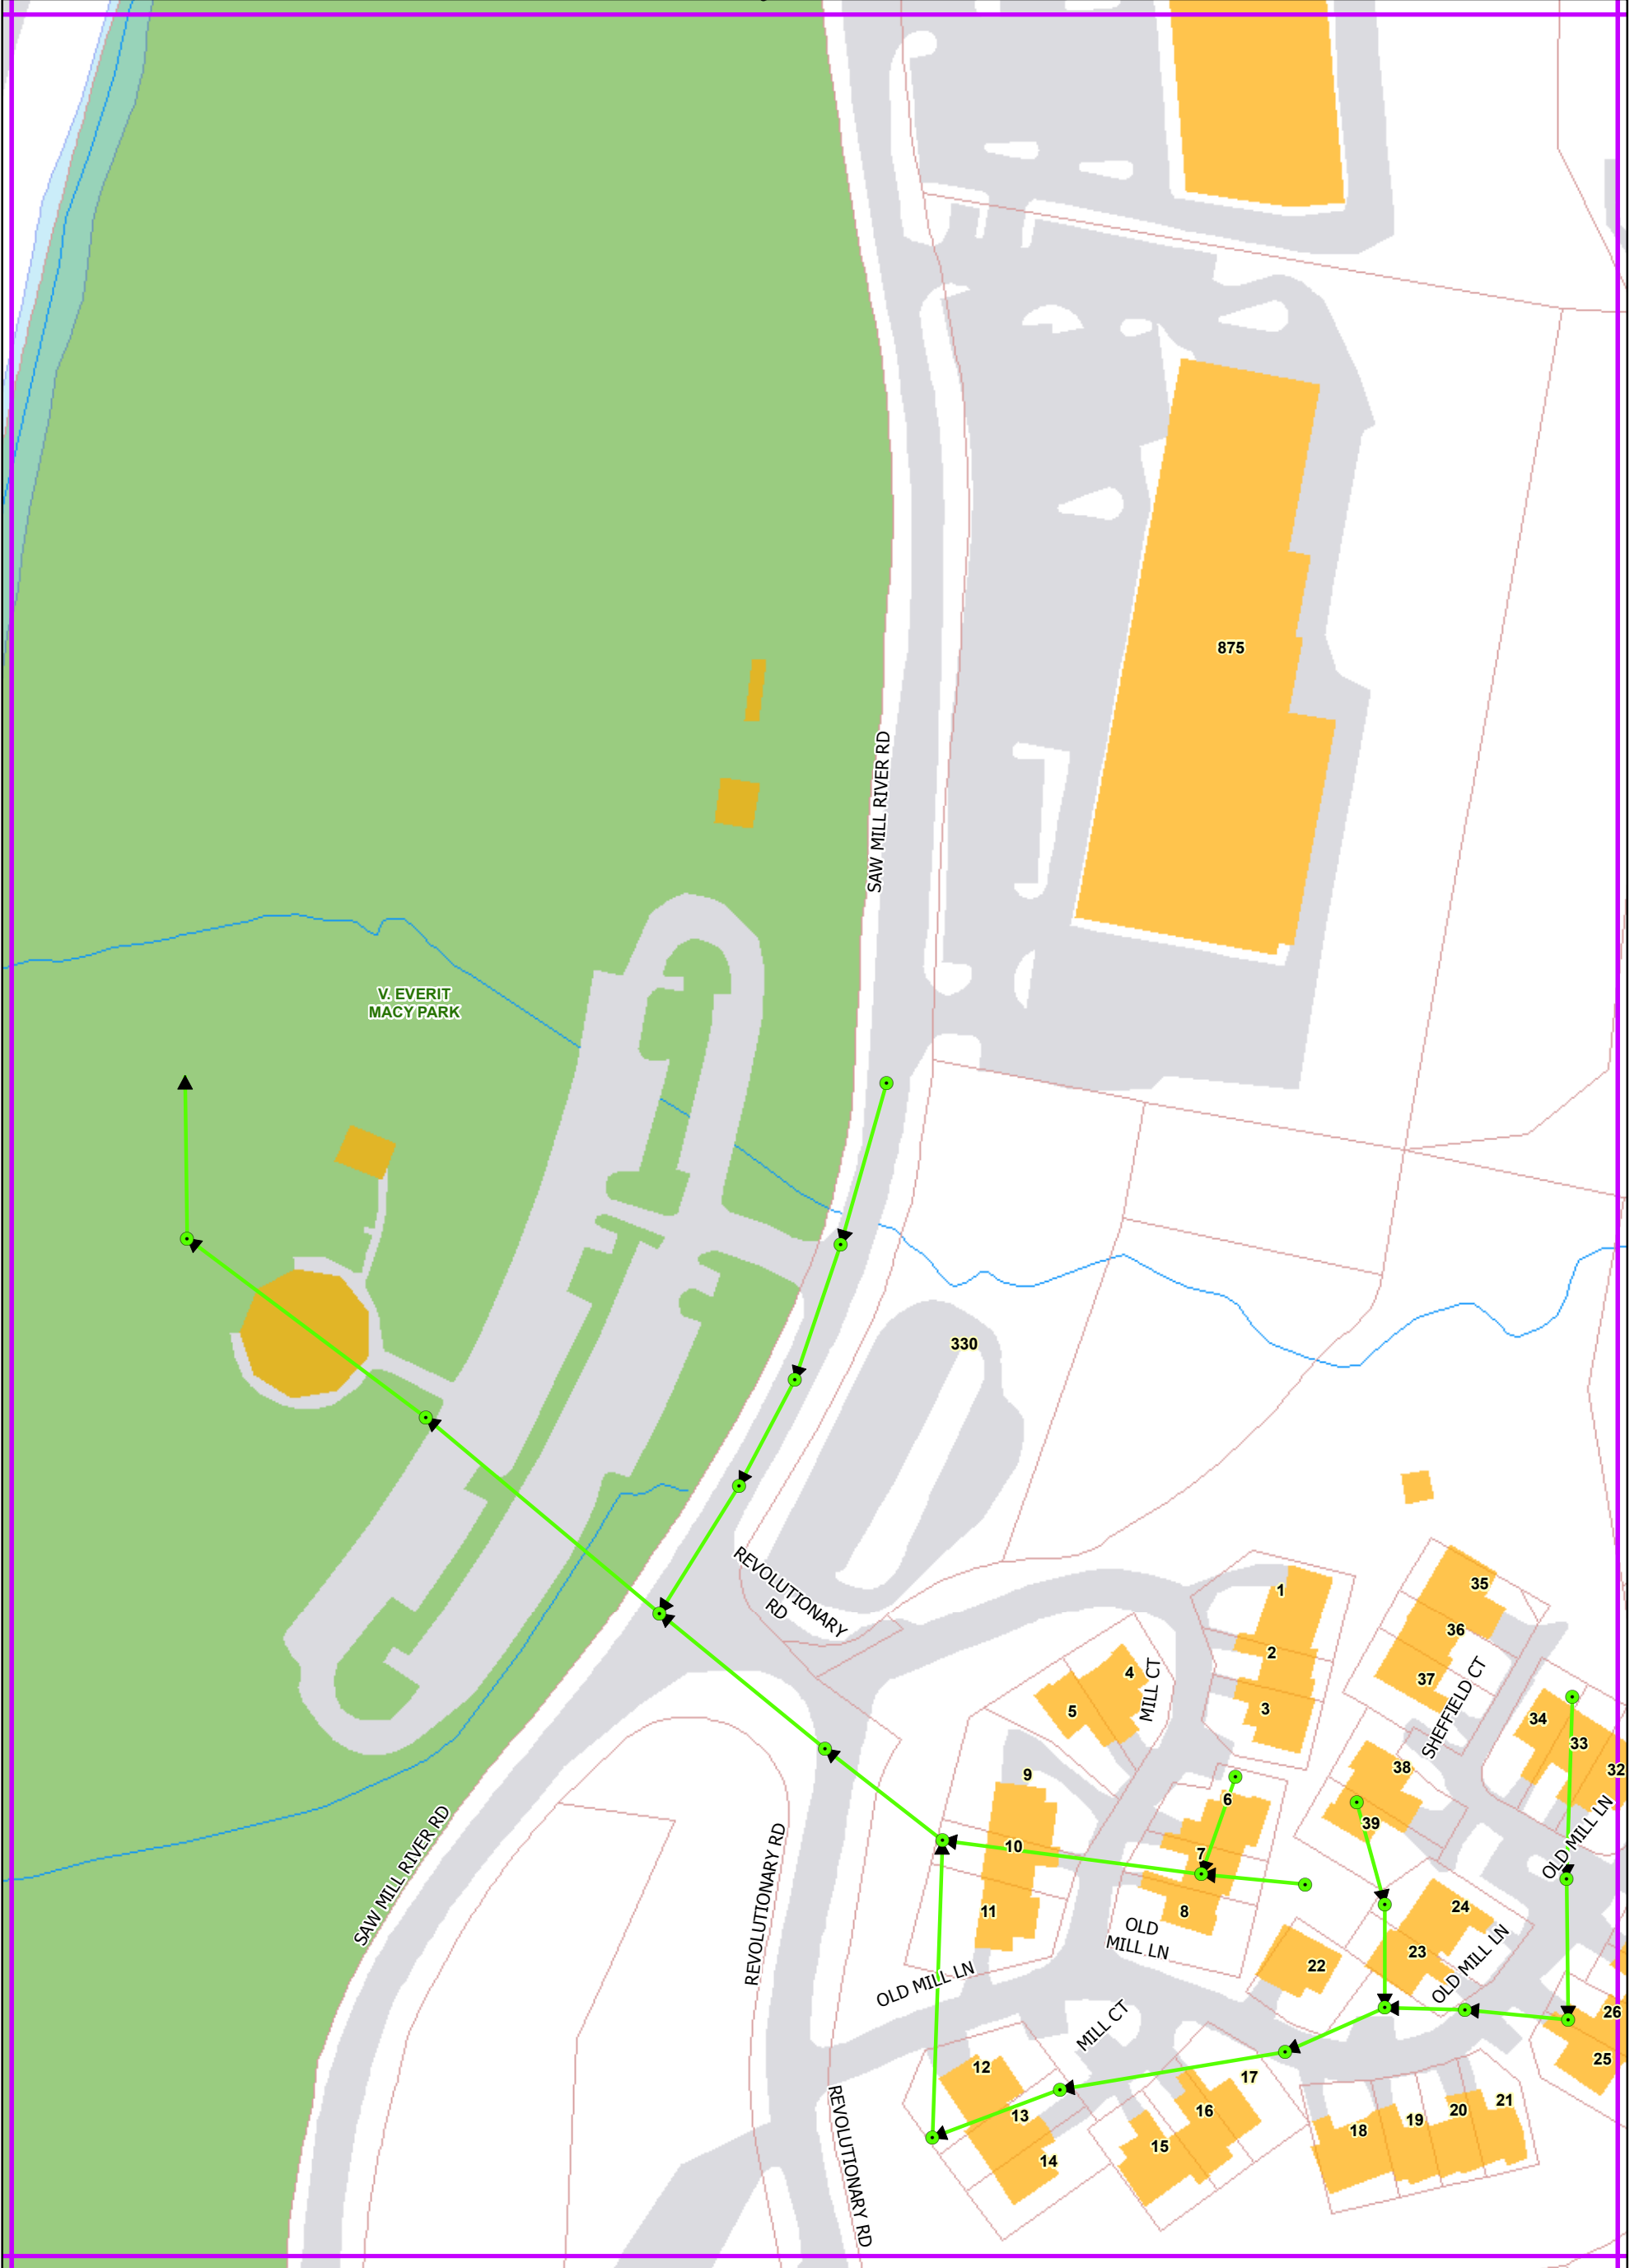 875
SAW MILL RIVER RD
V. EVERIT
MACY PARK
330
REVOLUTIONARY
RD
1
2
3
4
5
MILL CT
35
36
37
SHEFFIELD CT
34
33
32
38
39
OLD MILL LN
9
10
11
6
7
8
OLD
MILL LN
24
23
22
OLD MILL LN
SAW MILL RIVER RD
REVOLUTIONARY RD
OLD MILL LN
MILL CT
26
25
12
13
14
15
16
17
18
19
20
21
REVOLUTIONARY RD